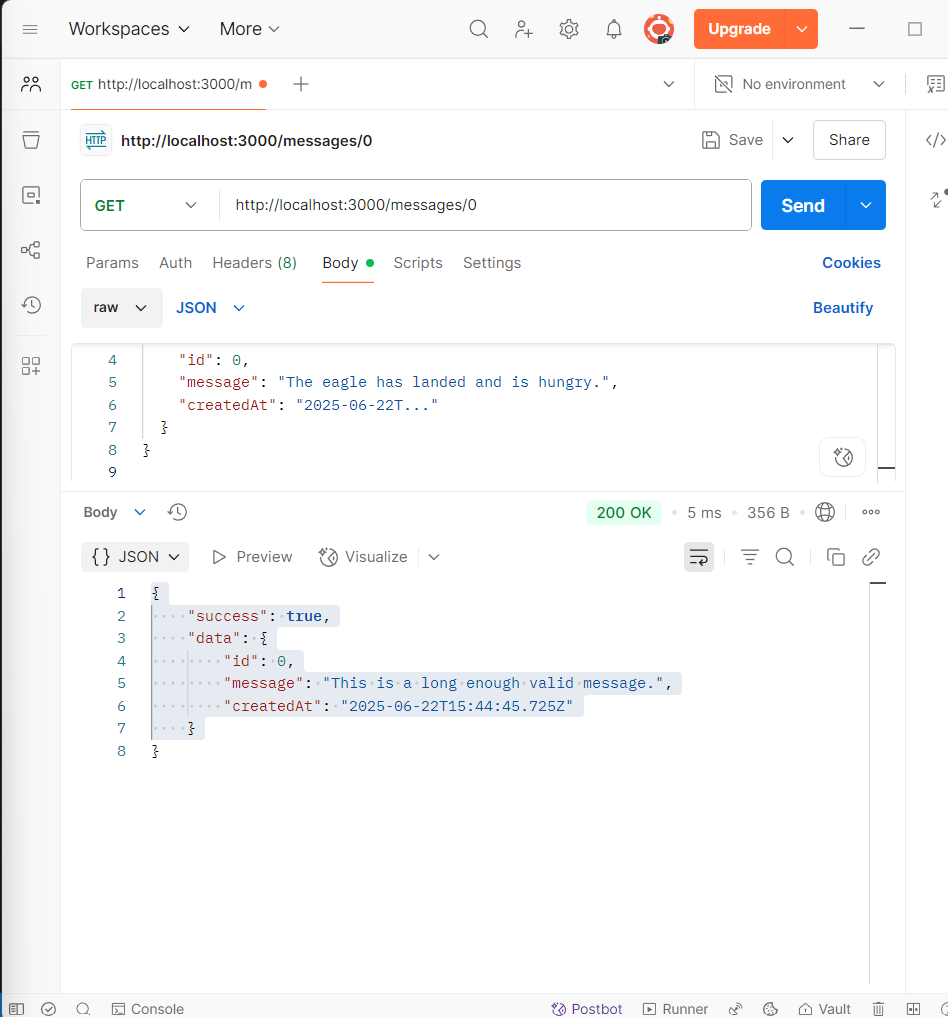 Workspaces More Upgrade
GET http://localhost:3000/m No environment
HTTP http://localhost:3000/messages/0 Save Share
GET http://localhost:3000/messages/0 Send
Params Auth Headers (8) Body Scripts Settings Cookies
raw JSON Beautify
4 "id": 0,
5 "message": "The eagle has landed and is hungry.",
6 "createdAt": "2025-06-22T..."
7 }
8 }
9
Body 200 OK 5 ms 356 B
{} JSON Preview Visualize
1 {
2 "success": true,
3 "data": {
4 "id": 0,
5 "message": "This is a long enough valid message.",
6 "createdAt": "2025-06-22T15:44:45.725Z"
7 }
8 }
Console Postbot Runner Vault